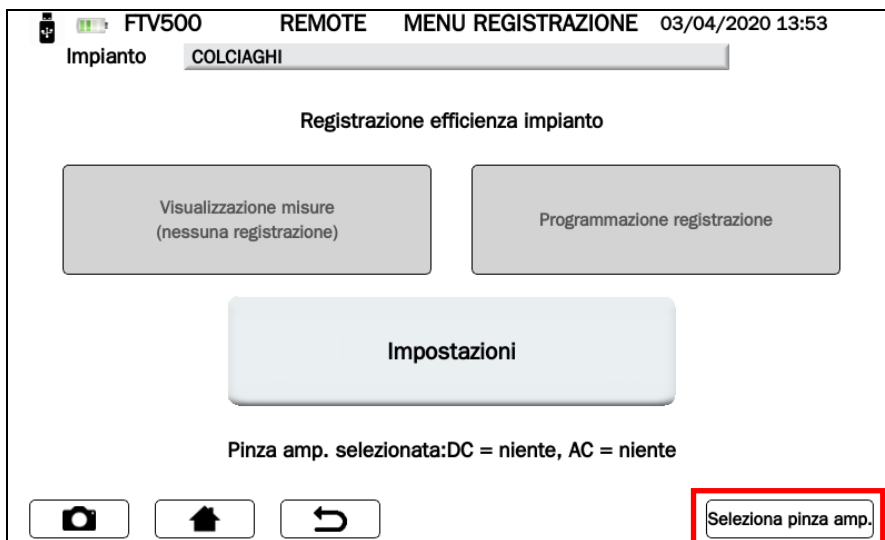 FTV500 REMOTE MENU REGISTRAZIONE 03/04/2020 13:53
Impianto COLCIAGHI
Registrazione efficienza impianto
Visualizzazione misure
(nessuna registrazione)
Programmazione registrazione
Impostazioni
Pinza amp. selezionata:DC = niente, AC = niente
Seleziona pinza amp.